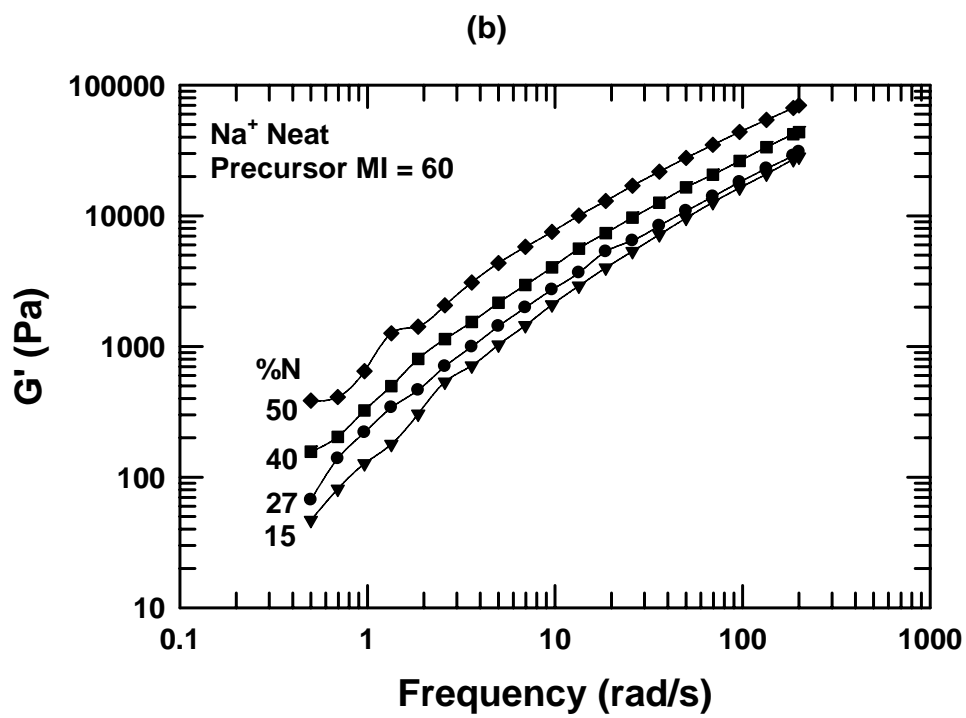 (b)
100000
10000
1000
100
10
G' (Pa)
Na+ Neat
Precursor MI = 60
%N
50
40
27
15
0.1 1 10 100 1000
Frequency (rad/s)